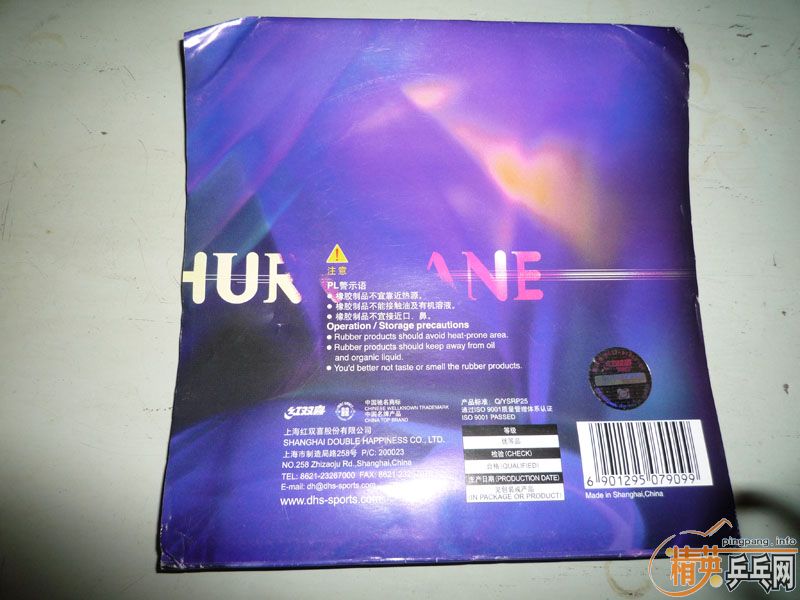 HUR ANE
注意
PL警示语
● 橡胶制品不宜靠近热源。
● 橡胶制品不能接触油及有机溶液。
● 橡胶制品不宜接近口、鼻。
Operation / Storage precautions
● Rubber products should avoid heat-prone area.
● Rubber products should keep away from oil
and organic liquid.
● You'd better not taste or smell the rubber products.
红双喜
中国驰名商标
CHINESE WELLKNOWN TRADEMARK
中国名牌产品
CHINA TOP BRAND
上海红双喜股份有限公司
SHANGHAI DOUBLE HAPPINESS CO., LTD.
上海市制造局路258号 P/C: 200023
NO.258 Zhizaoju Rd.,Shanghai,China
TEL: 8621-23267000 FAX: 8621-232
E-mail: dh@dhs-sports.com
www.dhs-sports.com
产品标准: Q/YSRP25
通过ISO 9001质量管理体系认证
ISO 9001 PASSED
等级
优等品
检验(CHECK)
合格(QUALIFIED)
生产日期(PRODUCTION DATE)
见包装或产品
IN PACKAGE OR PRODUCT
6 901295 079099
Made in Shanghai,China
pingpang.info
精英乒乓网